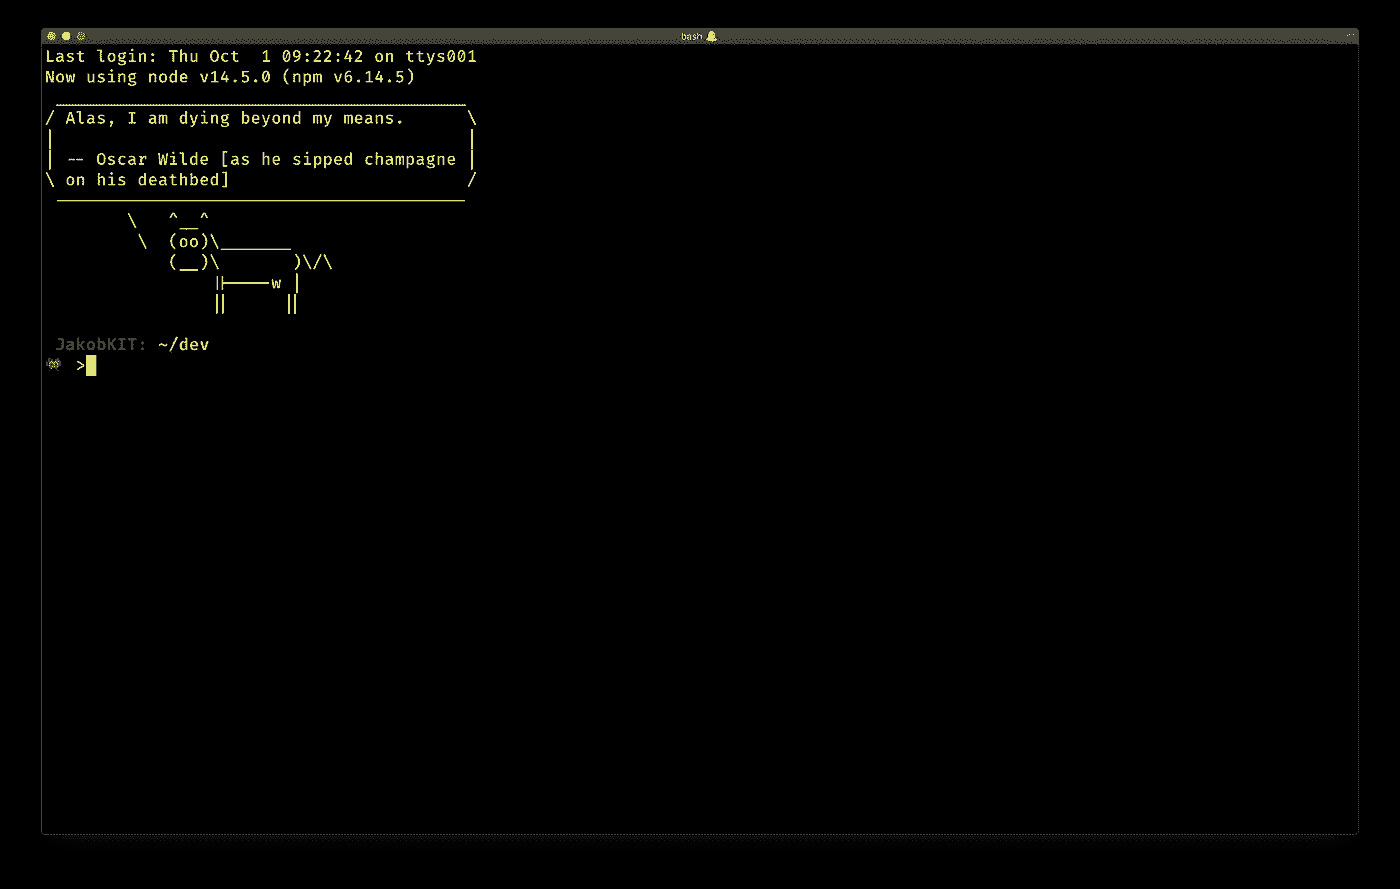 bash
Last login: Thu Oct  1 09:22:42 on ttys001
Now using node v14.5.0 (npm v6.14.5)
 ________________________________________
/ Alas, I am dying beyond my means.      \
|                                        |
| -- Oscar Wilde [as he sipped champagne |
\ on his deathbed]                       /
 ----------------------------------------
        \   ^__^
         \  (oo)\_______
            (__)\       )\/\
                ||----w |
                ||     ||
JakobKIT: ~/dev
>